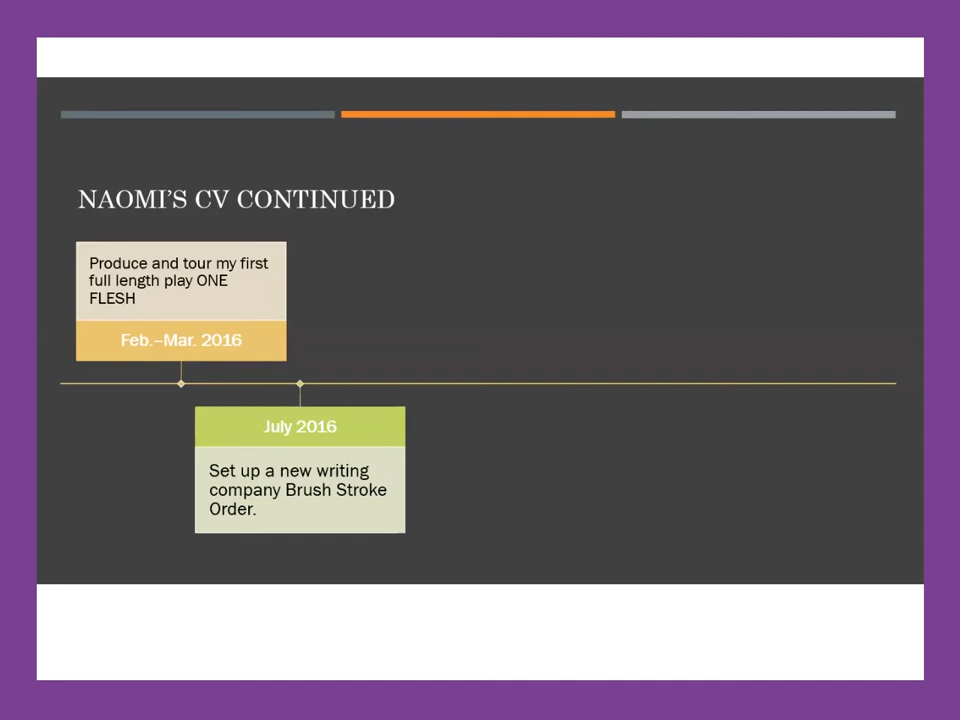 NAOMI'S CV CONTINUED
Produce and tour my first
full length play ONE
FLESH
Feb.–Mar. 2016
July 2016
Set up a new writing
company Brush Stroke
Order.